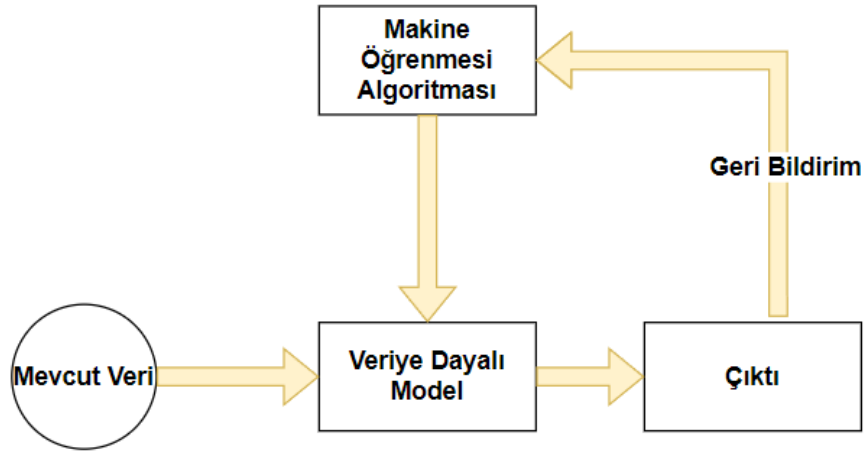 Makine
Öğrenmesi
Algoritması
Geri Bildirim
Mevcut Veri
Veriye Dayalı
Model
Çıktı